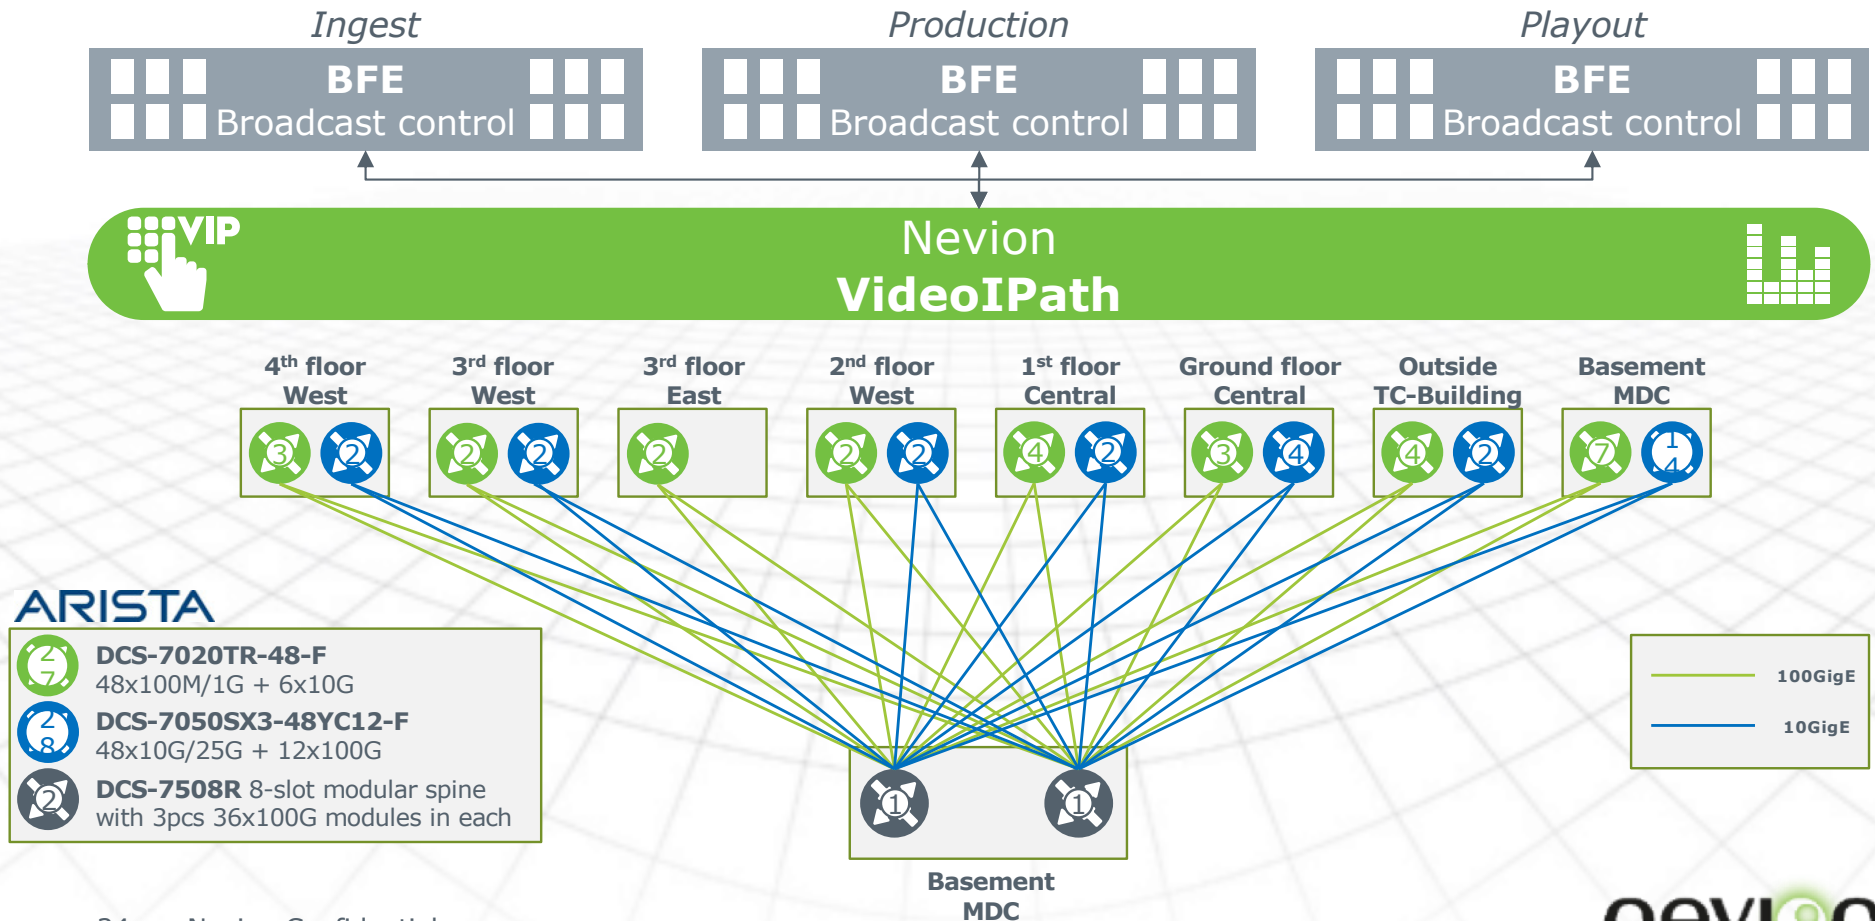 Ingest
Production
Playout
BFE
Broadcast control
BFE
Broadcast control
BFE
Broadcast control
VIP
Nevion
VideoIPath
4th floor
West
3rd floor
West
3rd floor
East
2nd floor
West
1st floor
Central
Ground floor
Central
Outside
TC-Building
Basement
MDC
3 2
2 2
2
2 2
4 2
3 4
4 2
7 14
ARISTA
27
DCS-7020TR-48-F
48x100M/1G + 6x10G
28
DCS-7050SX3-48YC12-F
48x10G/25G + 12x100G
2
DCS-7508R 8-slot modular spine
with 3pcs 36x100G modules in each
100GigE
10GigE
1 1
Basement
MDC